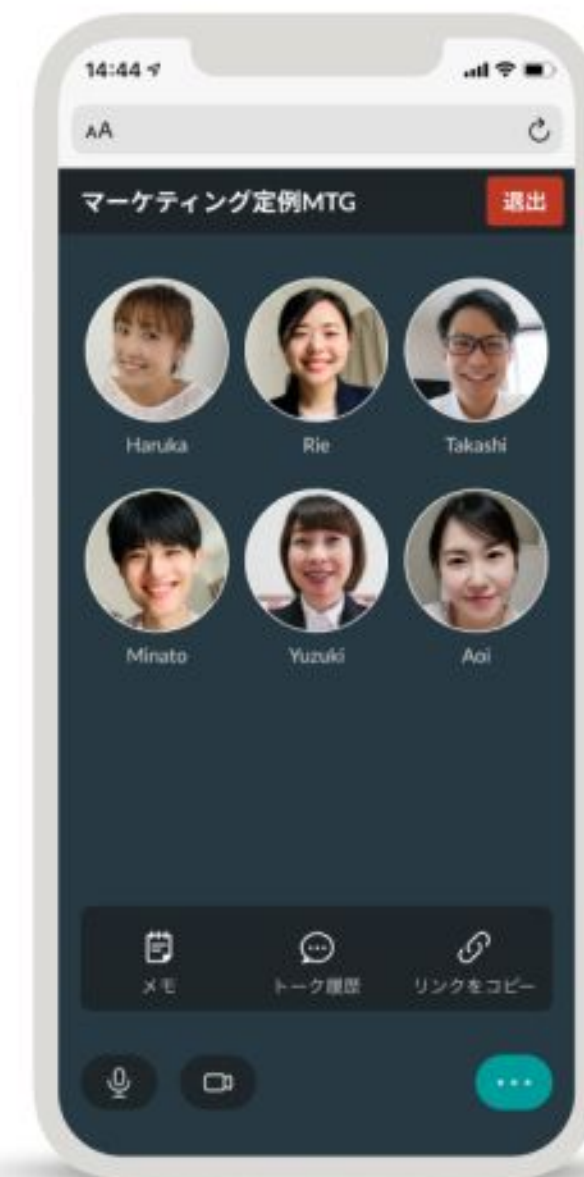 14:44
AA
マーケティング定例MTG 退出
Haruka Rie Takashi
Minato Yuzuki Aoi
メモ トーク履歴 リンクをコピー